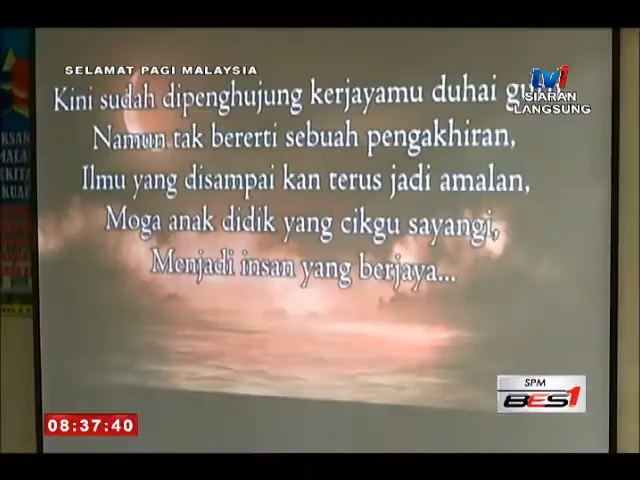 SELAMAT PAGI MALAYSIA
tv1
SIARAN
LANGSUNG
Kini sudah dipenghujung kerjayamu duhai guru
Namun tak bererti sebuah pengakhiran,
Ilmu yang disampai kan terus jadi amalan,
Moga anak didik yang cikgu sayangi,
Menjadi insan yang berjaya...
SPM
BES1
08:37:40